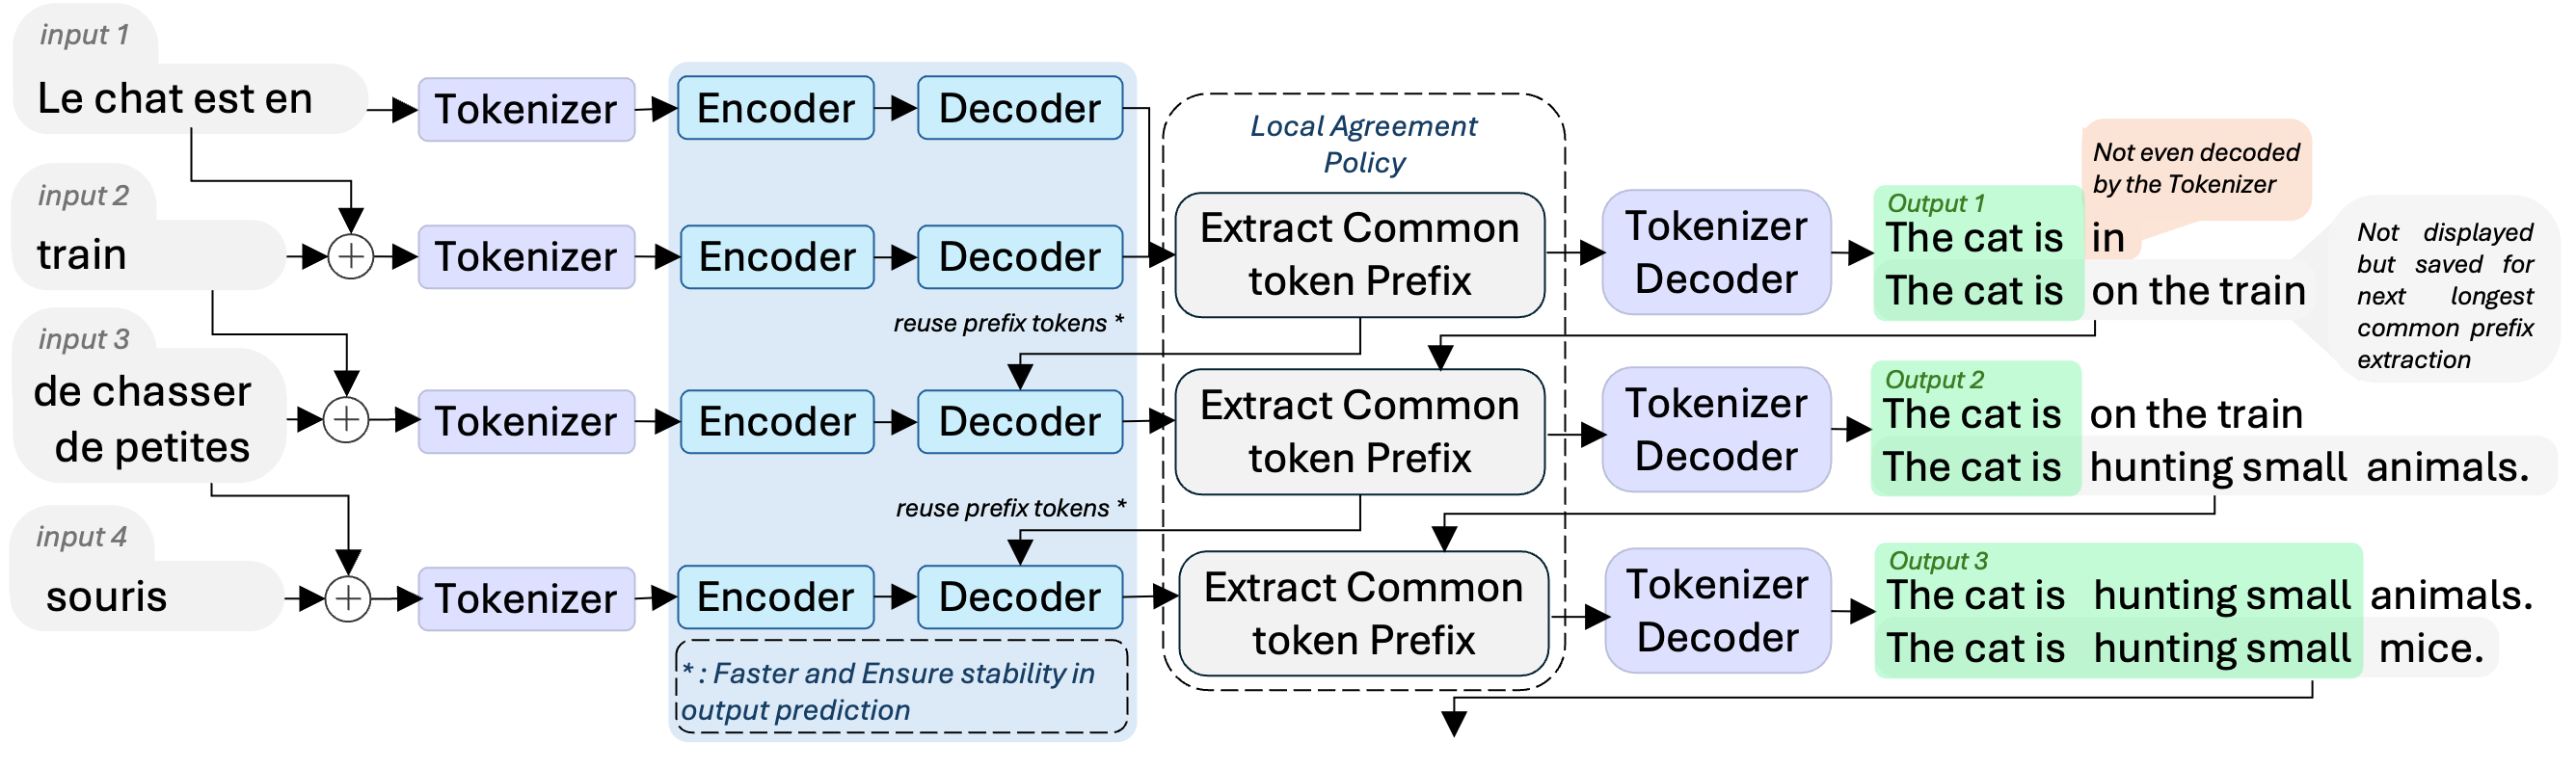 input 1
Le chat est en
Tokenizer
Encoder
Decoder
Local Agreement
Policy
input 2
train
+
Tokenizer
Encoder
Decoder
Extract Common
token Prefix
Tokenizer
Decoder
Output 1
The cat is in
The cat is on the train
Not even decoded
by the Tokenizer
Not displayed
but saved for
next longest
common prefix
extraction
reuse prefix tokens *
input 3
de chasser
de petites
+
Tokenizer
Encoder
Decoder
Extract Common
token Prefix
Tokenizer
Decoder
Output 2
The cat is on the train
The cat is hunting small animals.
reuse prefix tokens *
input 4
souris
+
Tokenizer
Encoder
Decoder
Extract Common
token Prefix
Tokenizer
Decoder
Output 3
The cat is hunting small animals.
The cat is hunting small mice.
* : Faster and Ensure stability in
output prediction